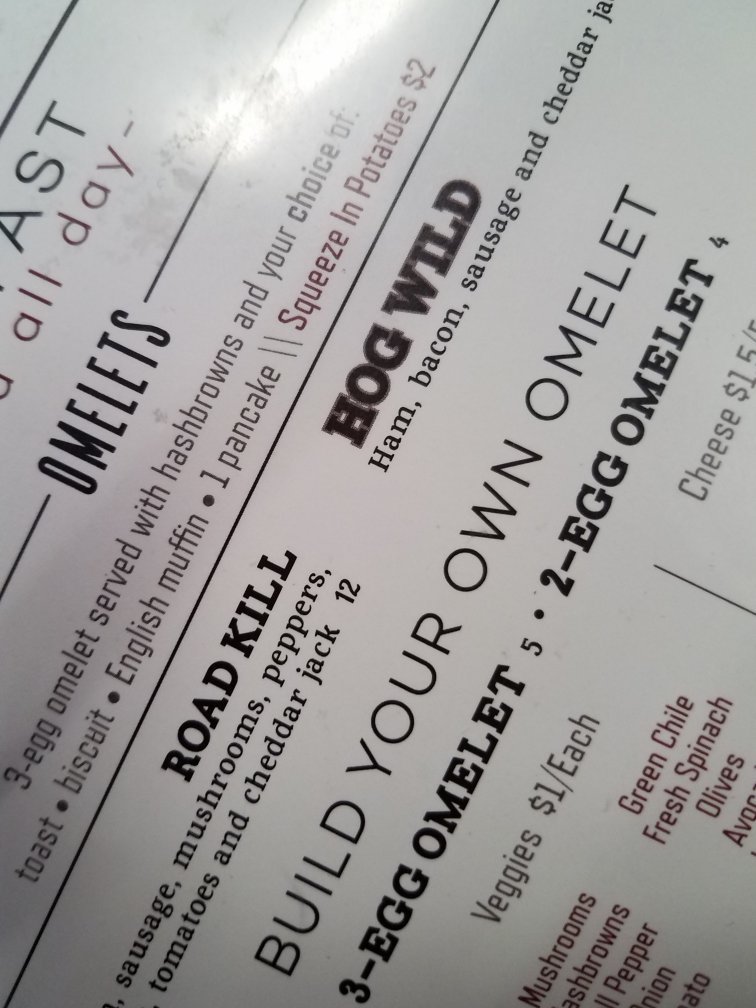 AST
all day-
OMELETS
3-egg omelet served with hashbrowns and your choice of:
toast • biscuit • English muffin • 1 pancake \\ Squeeze In Potatoes $2
ROAD KILL
sausage, mushrooms, peppers,
tomatoes and cheddar jack 12
HOG WILD
Ham, bacon, sausage and cheddar
BUILD YOUR OWN OMELET
3-EGG OMELET 5 • 2-EGG OMELET 4
Veggies $1/Each
Cheese
Mushrooms
Pepper
Green Chile
Fresh Spinach
Olives